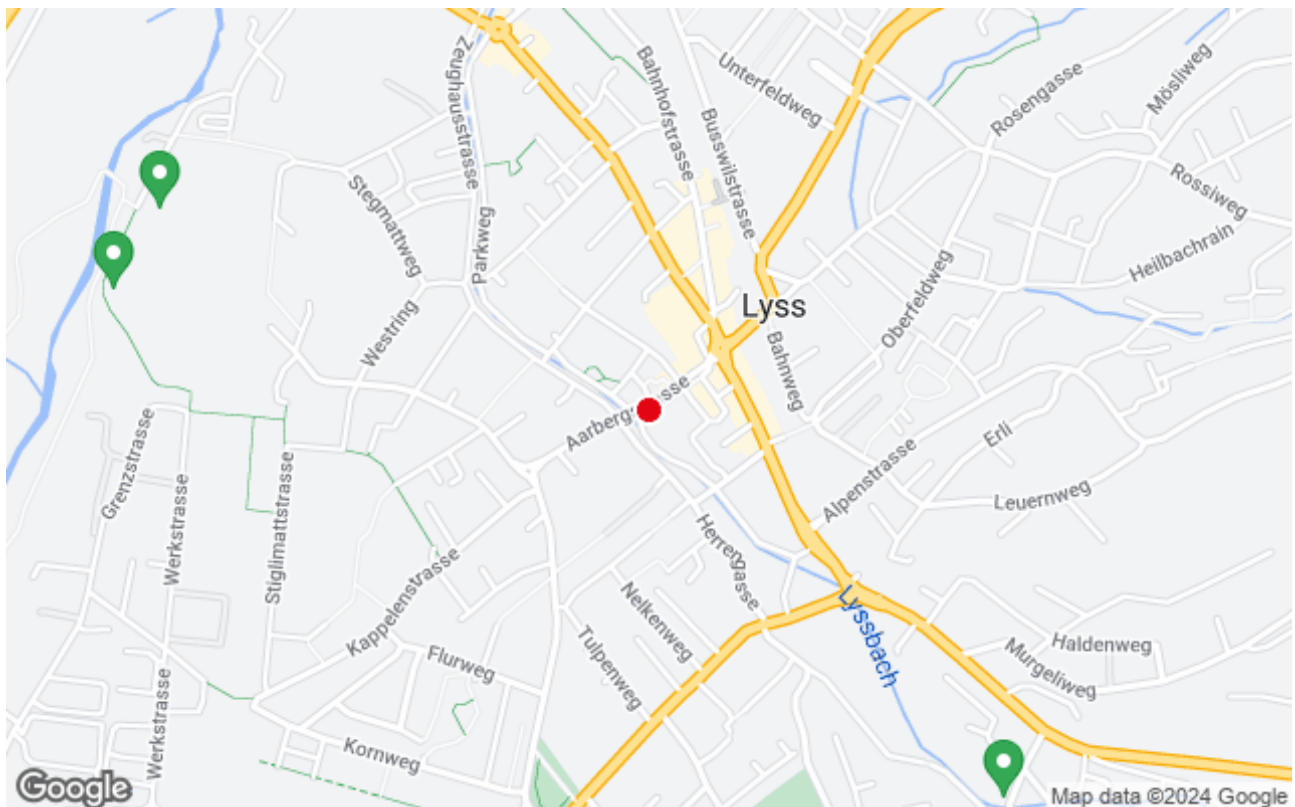 Zeughausstrasse
Bahnhofstrasse
Unterfeldweg
Busswilstrasse
Rosengasse
Mösliweg
Rossiweg
Heilbachrain
Stegmattweg
Parkweg
Westring
Lyss
Oberfeldweg
Bahnweg
Erli
Leuernweg
Alpenstrasse
Grenzstrasse
Werkstrasse
Stiglimattstrasse
Herrengasse
Kappelenstrasse
Nelkenweg
Lyssbach
Haldenweg
Murgeliweg
Flurweg
Tulpenweg
Werkstrasse
Kornweg
Google
Map data ©2024 Google